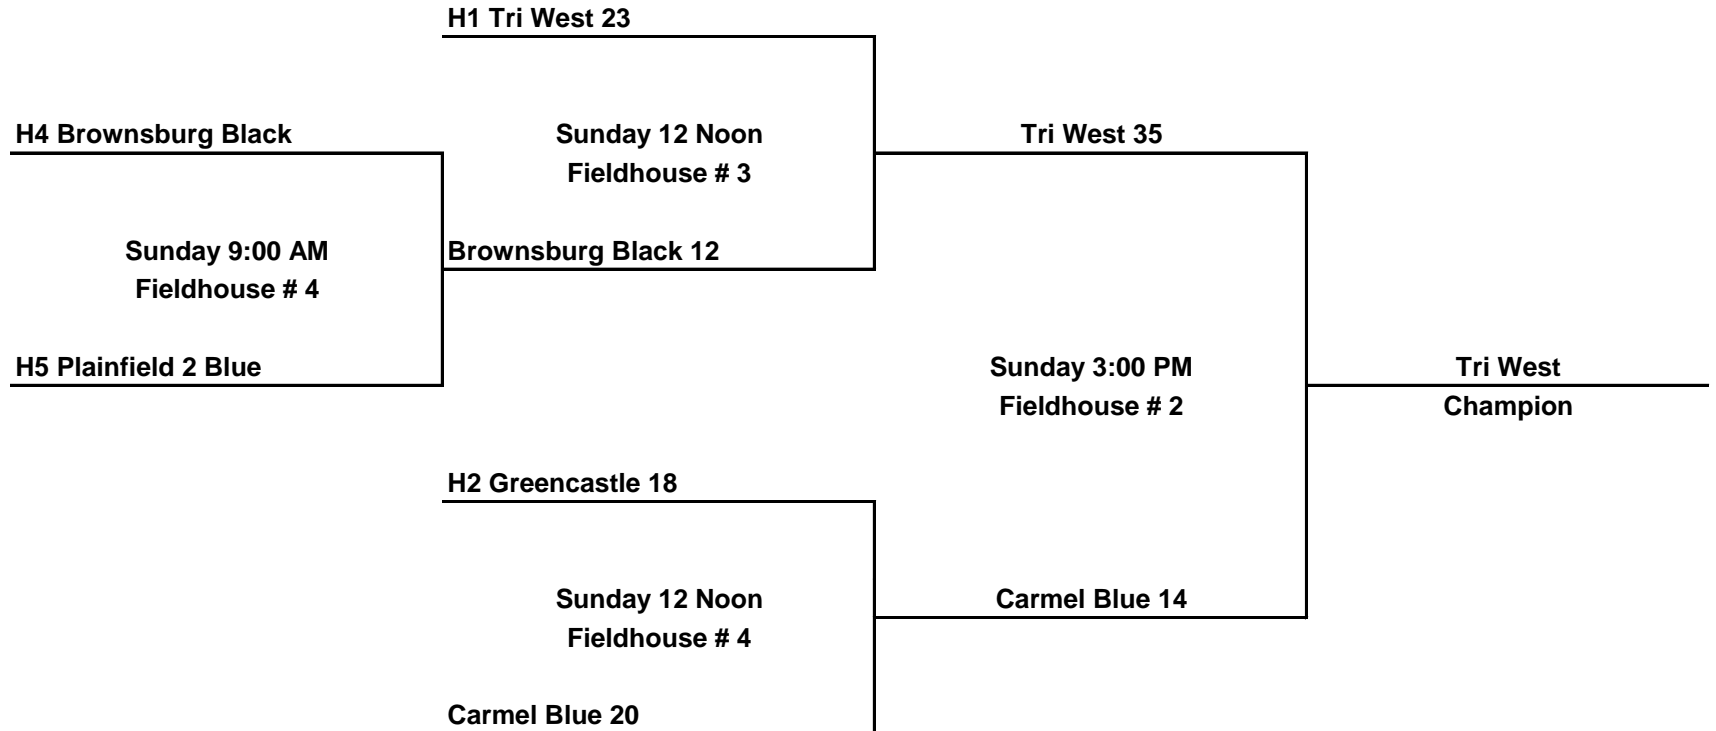 H1 Tri West 23
H4 Brownsburg Black
Sunday 12 Noon
Tri West 35
Fieldhouse # 3
Sunday 9:00 AM
Brownsburg Black 12
Fieldhouse # 4
H5 Plainfield 2 Blue
Sunday 3:00 PM
Tri West
Fieldhouse # 2
Champion
H2 Greencastle 18
Sunday 12 Noon
Carmel Blue 14
Fieldhouse # 4
Carmel Blue 20